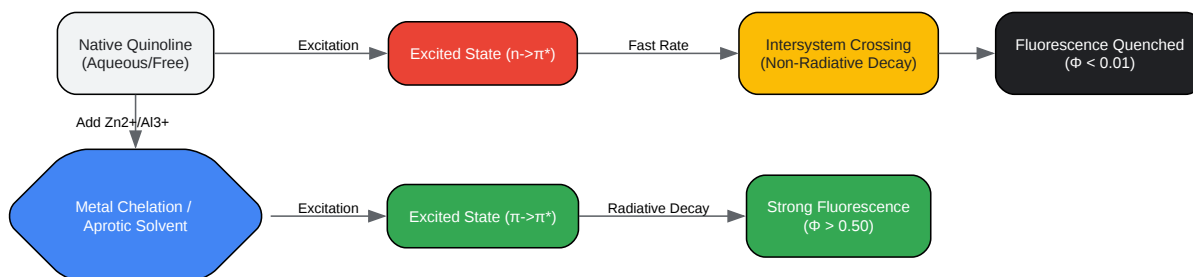 Native Quinoline
(Aqueous/Free)
Excitation
Excited State (n->π*)
Fast Rate
Intersystem Crossing
(Non-Radiative Decay)
Fluorescence Quenched
(Φ < 0.01)
Add Zn2+/Al3+
Metal Chelation /
Aprotic Solvent
Excitation
Excited State (π->π*)
Radiative Decay
Strong Fluorescence
(Φ > 0.50)